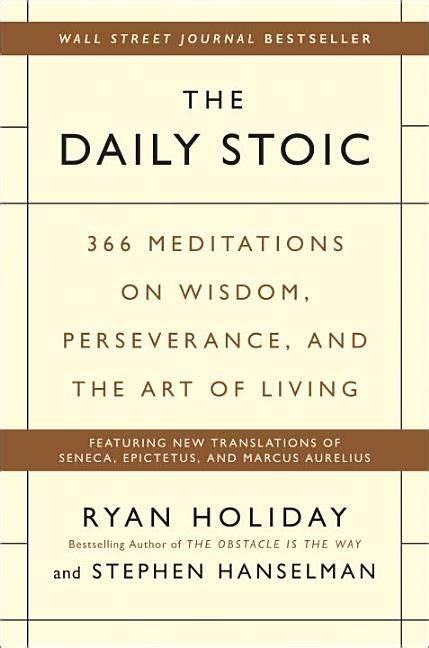 WALL STREET JOURNAL BESTSELLER
THE
DAILY STOIC
366 MEDITATIONS
ON WISDOM,
PERSEVERANCE, AND
THE ART OF LIVING
FEATURING NEW TRANSLATIONS OF
SENECA, EPICTETUS, AND MARCUS AURELIUS
RYAN HOLIDAY
Bestselling Author of THE OBSTACLE IS THE WAY
and STEPHEN HANSELMAN